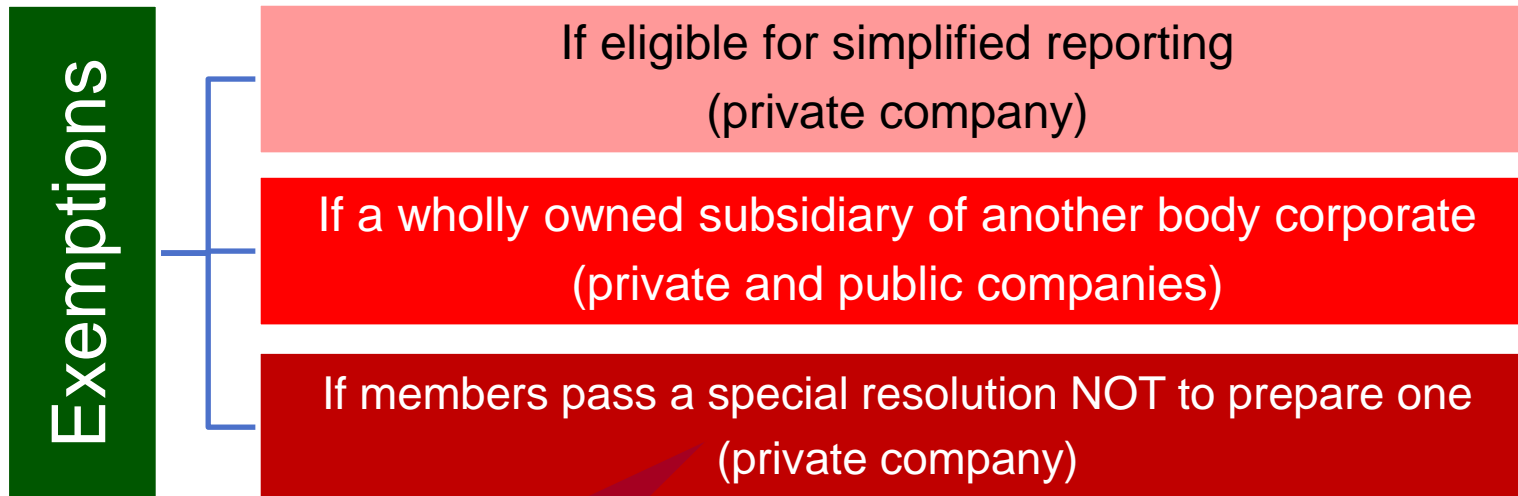 Exemptions
If eligible for simplified reporting
(private company)
If a wholly owned subsidiary of another body corporate
(private and public companies)
If members pass a special resolution NOT to prepare one
(private company)